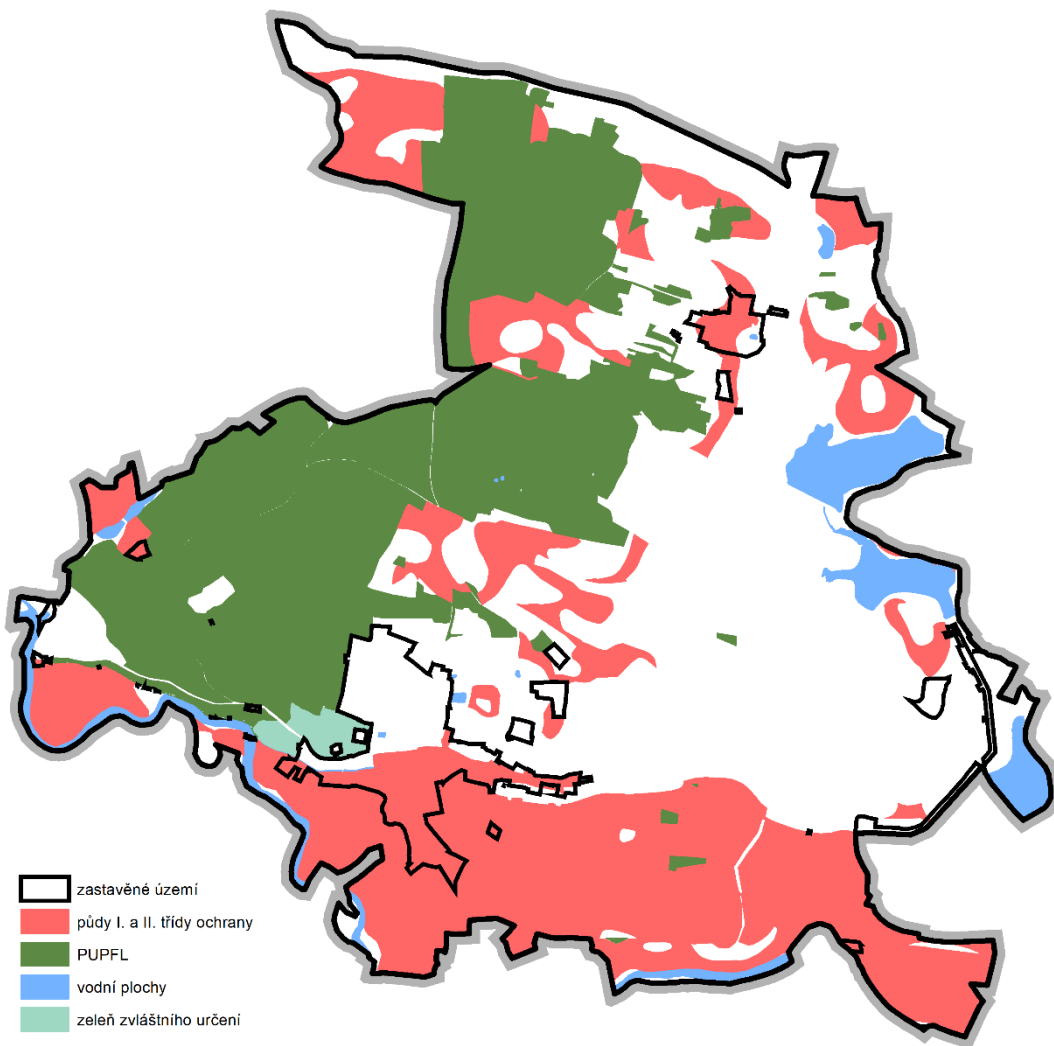 zastavěné území
půdy I. a II. třídy ochrany
PUPFL
vodní plochy
zeleň zvláštního určení